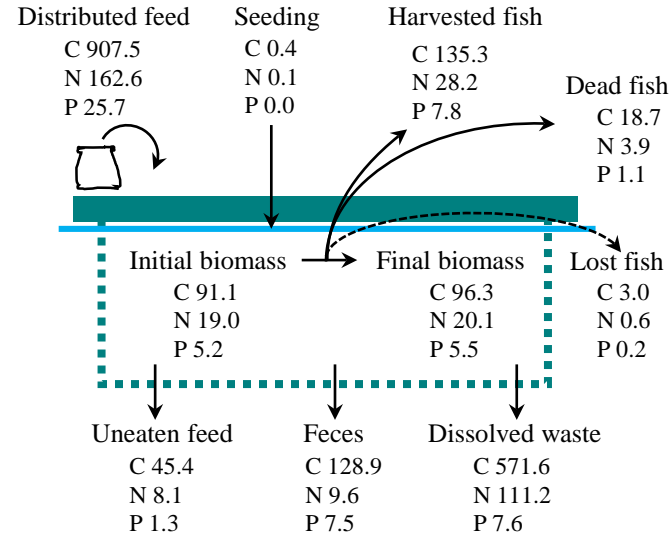 Distributed feed
C 907.5
N 162.6
P 25.7
Seeding
C 0.4
N 0.1
P 0.0
Harvested fish
C 135.3
N 28.2
P 7.8
Dead fish
C 18.7
N 3.9
P 1.1
Initial biomass
C 91.1
N 19.0
P 5.2
Final biomass
C 96.3
N 20.1
P 5.5
Lost fish
C 3.0
N 0.6
P 0.2
Uneaten feed
C 45.4
N 8.1
P 1.3
Feces
C 128.9
N 9.6
P 7.5
Dissolved waste
C 571.6
N 111.2
P 7.6